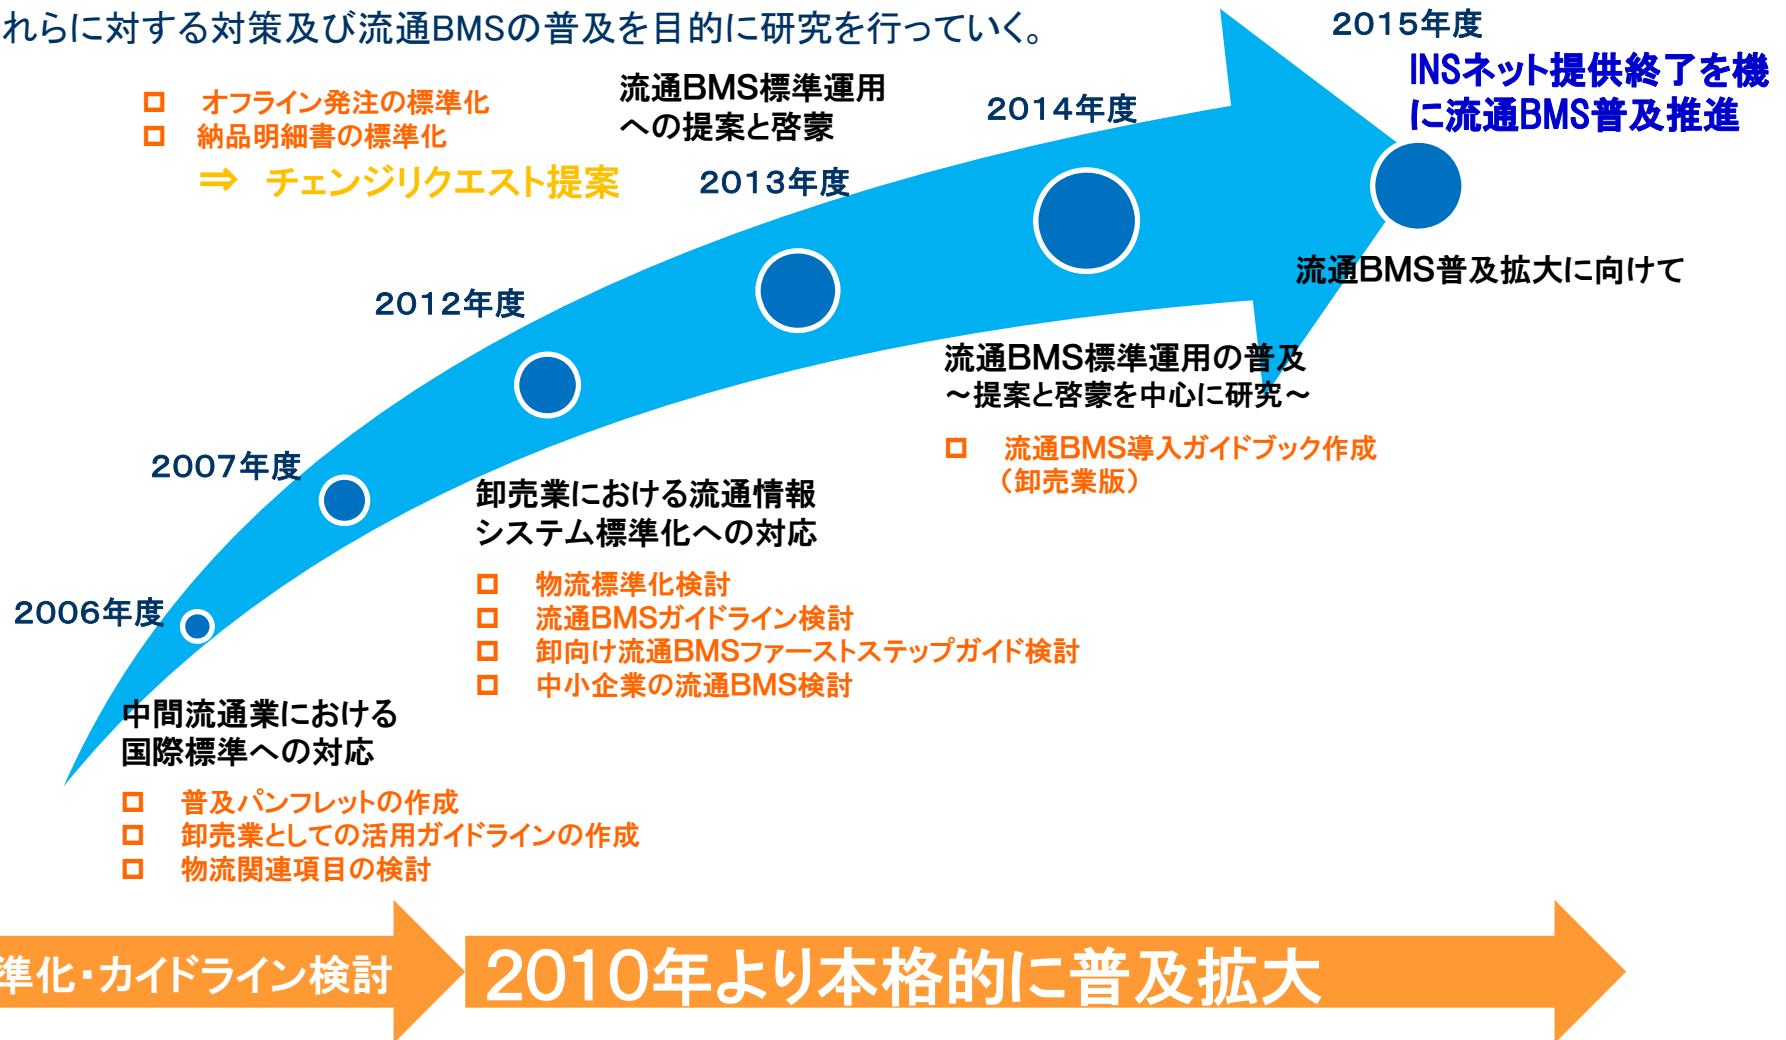 れらに対する対策及び流通BMSの普及を目的に研究を行っていく。
2015年度
INSネット提供終了を機
に流通BMS普及推進
オフライン発注の標準化
納品明細書の標準化
⇒ チェンジリクエスト提案
流通BMS標準運用
への提案と啓蒙
2014年度
2013年度
流通BMS普及拡大に向けて
2012年度
流通BMS標準運用の普及
～提案と啓蒙を中心に研究～
流通BMS導入ガイドブック作成
（卸売業版）
2007年度
卸売業における流通情報
システム標準化への対応
物流標準化検討
流通BMSガイドライン検討
卸向け流通BMSファーストステップガイド検討
中小企業の流通BMS検討
2006年度
中間流通業における
国際標準への対応
普及パンフレットの作成
卸売業としての活用ガイドラインの作成
物流関連項目の検討
準化・カイドライン検討
2010年より本格的に普及拡大